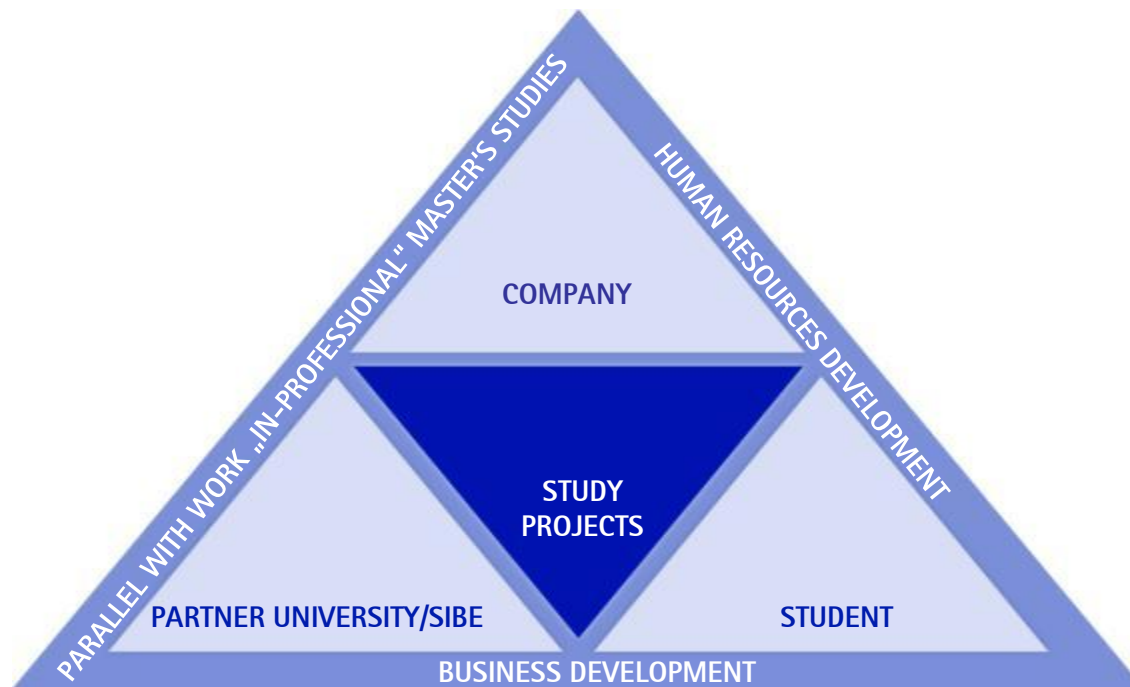 PARALLEL WITH WORK „IN-PROFESSIONAL“ MASTER'S STUDIES
HUMAN RESOURCES DEVELOPMENT
COMPANY
STUDY
PROJECTS
PARTNER UNIVERSITY/SIBE
STUDENT
BUSINESS DEVELOPMENT